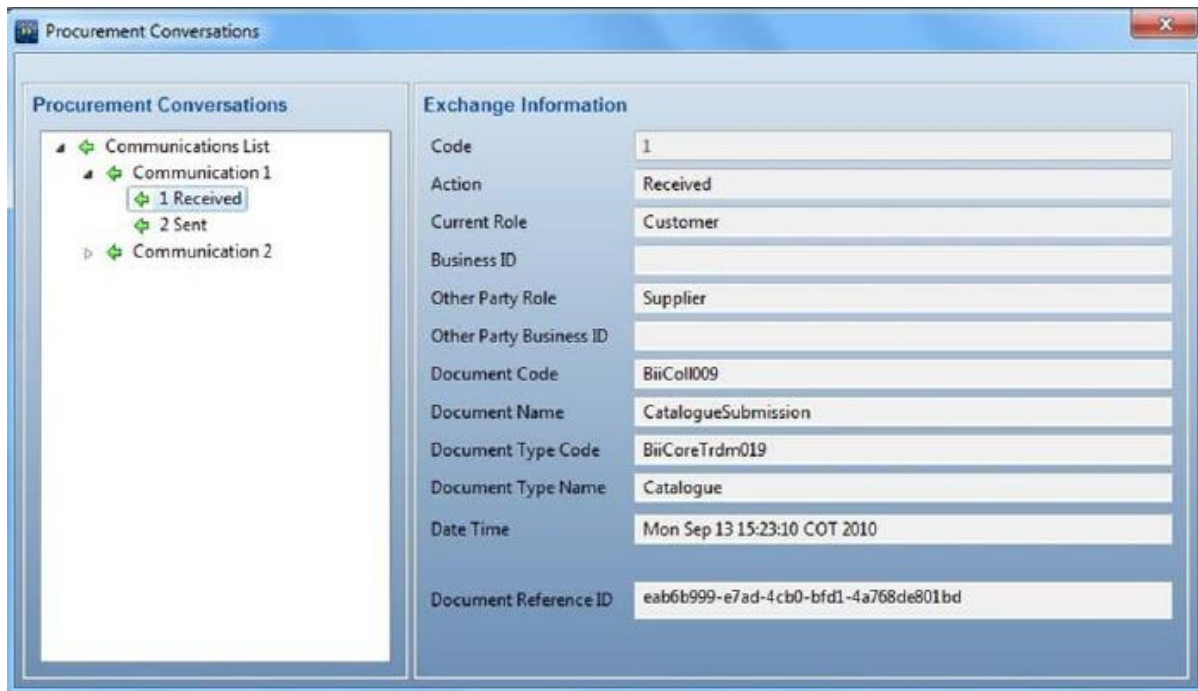 Procurement Conversations
Procurement Conversations
Communications List
Communication 1
1 Received
2 Sent
Communication 2
Exchange Information
Code 1
Action Received
Current Role Customer
Business ID
Other Party Role Supplier
Other Party Business ID
Document Code BiiColl009
Document Name CatalogueSubmission
Document Type Code BiiCoreTrdm019
Document Type Name Catalogue
Date Time Mon Sep 13 15:23:10 COT 2010
Document Reference ID eab6b999-e7ad-4cb0-bfd1-4a768de801bd